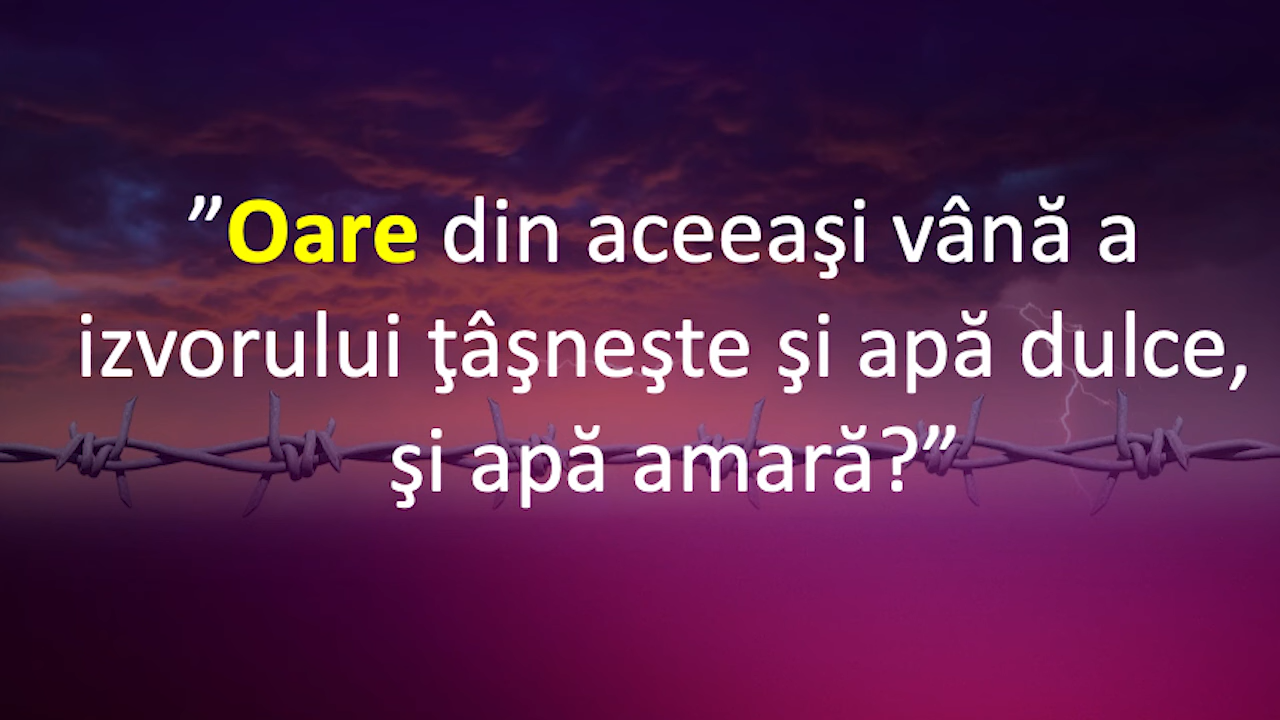 ”Oare din aceeaşi vână a
izvorului ţâşneşte şi apă dulce,
şi apă amară?”